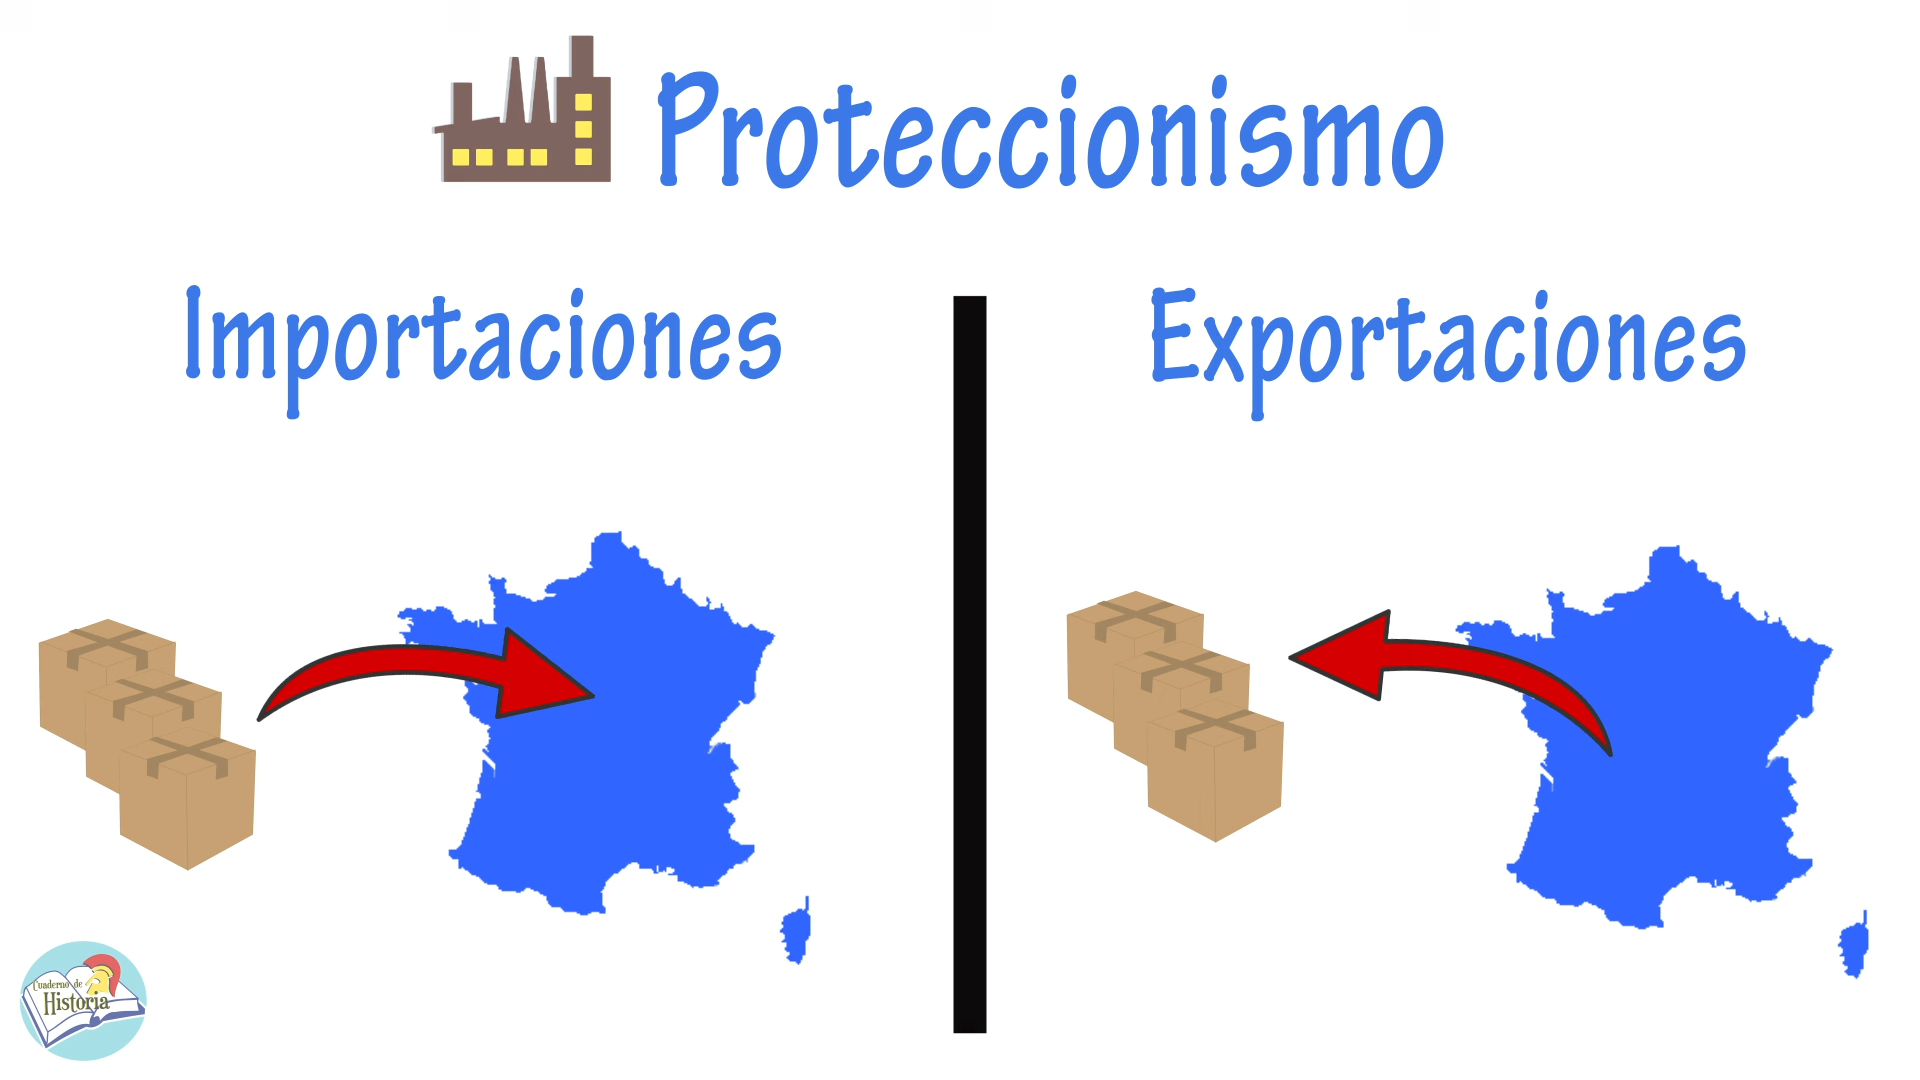 Proteccionismo
Importaciones
Exportaciones
Cuaderno de
Historia